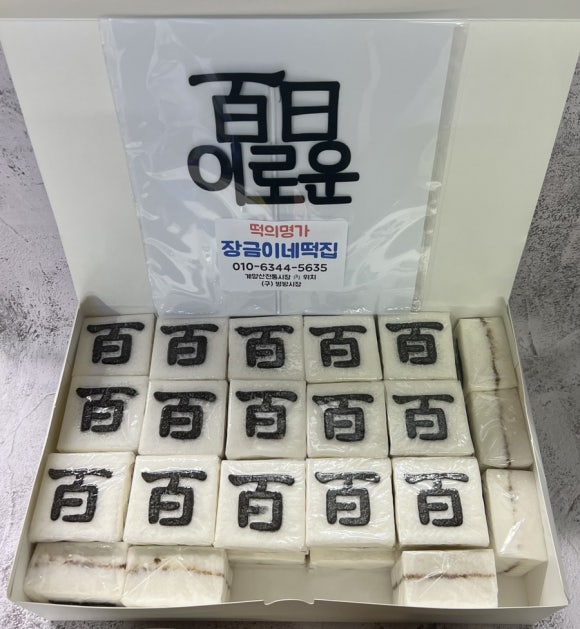 百日
이로운
떡의명가
장금이네떡집
010-6344-5635
계양산전통시장 內 위치
(구) 병방시장
百 百 百 百 百
百 百 百 百 百
百 百 百 百 百